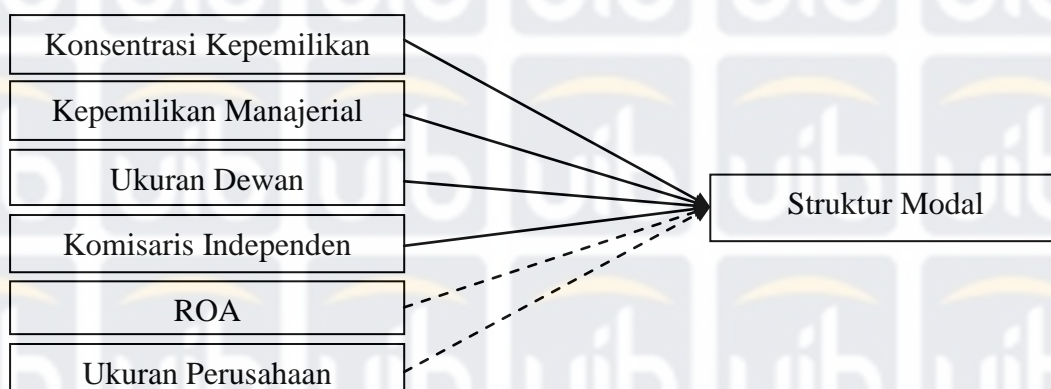 Konsentrasi Kepemilikan
Kepemilikan Manajerial
Ukuran Dewan
Struktur Modal
Komisaris Independen
ROA
Ukuran Perusahaan